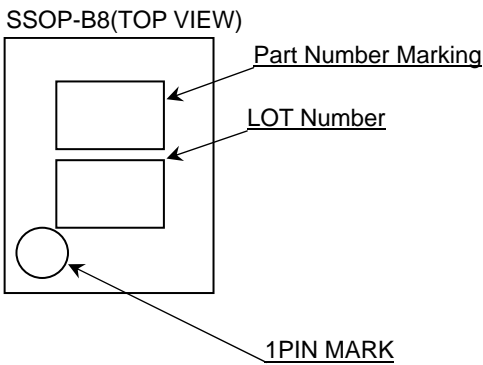 SSOP-B8(TOP VIEW)
Part Number Marking
LOT Number
1PIN MARK